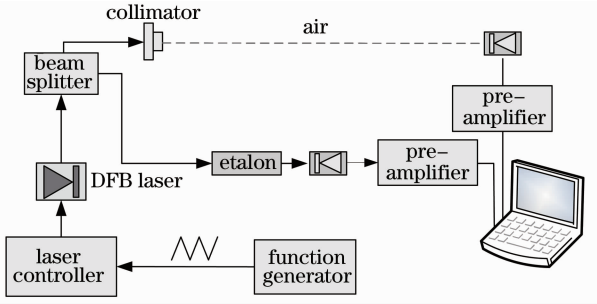 collimator
air
beam
splitter
pre–
amplifier
etalon
pre–
amplifier
DFB laser
laser
controller
function
generator